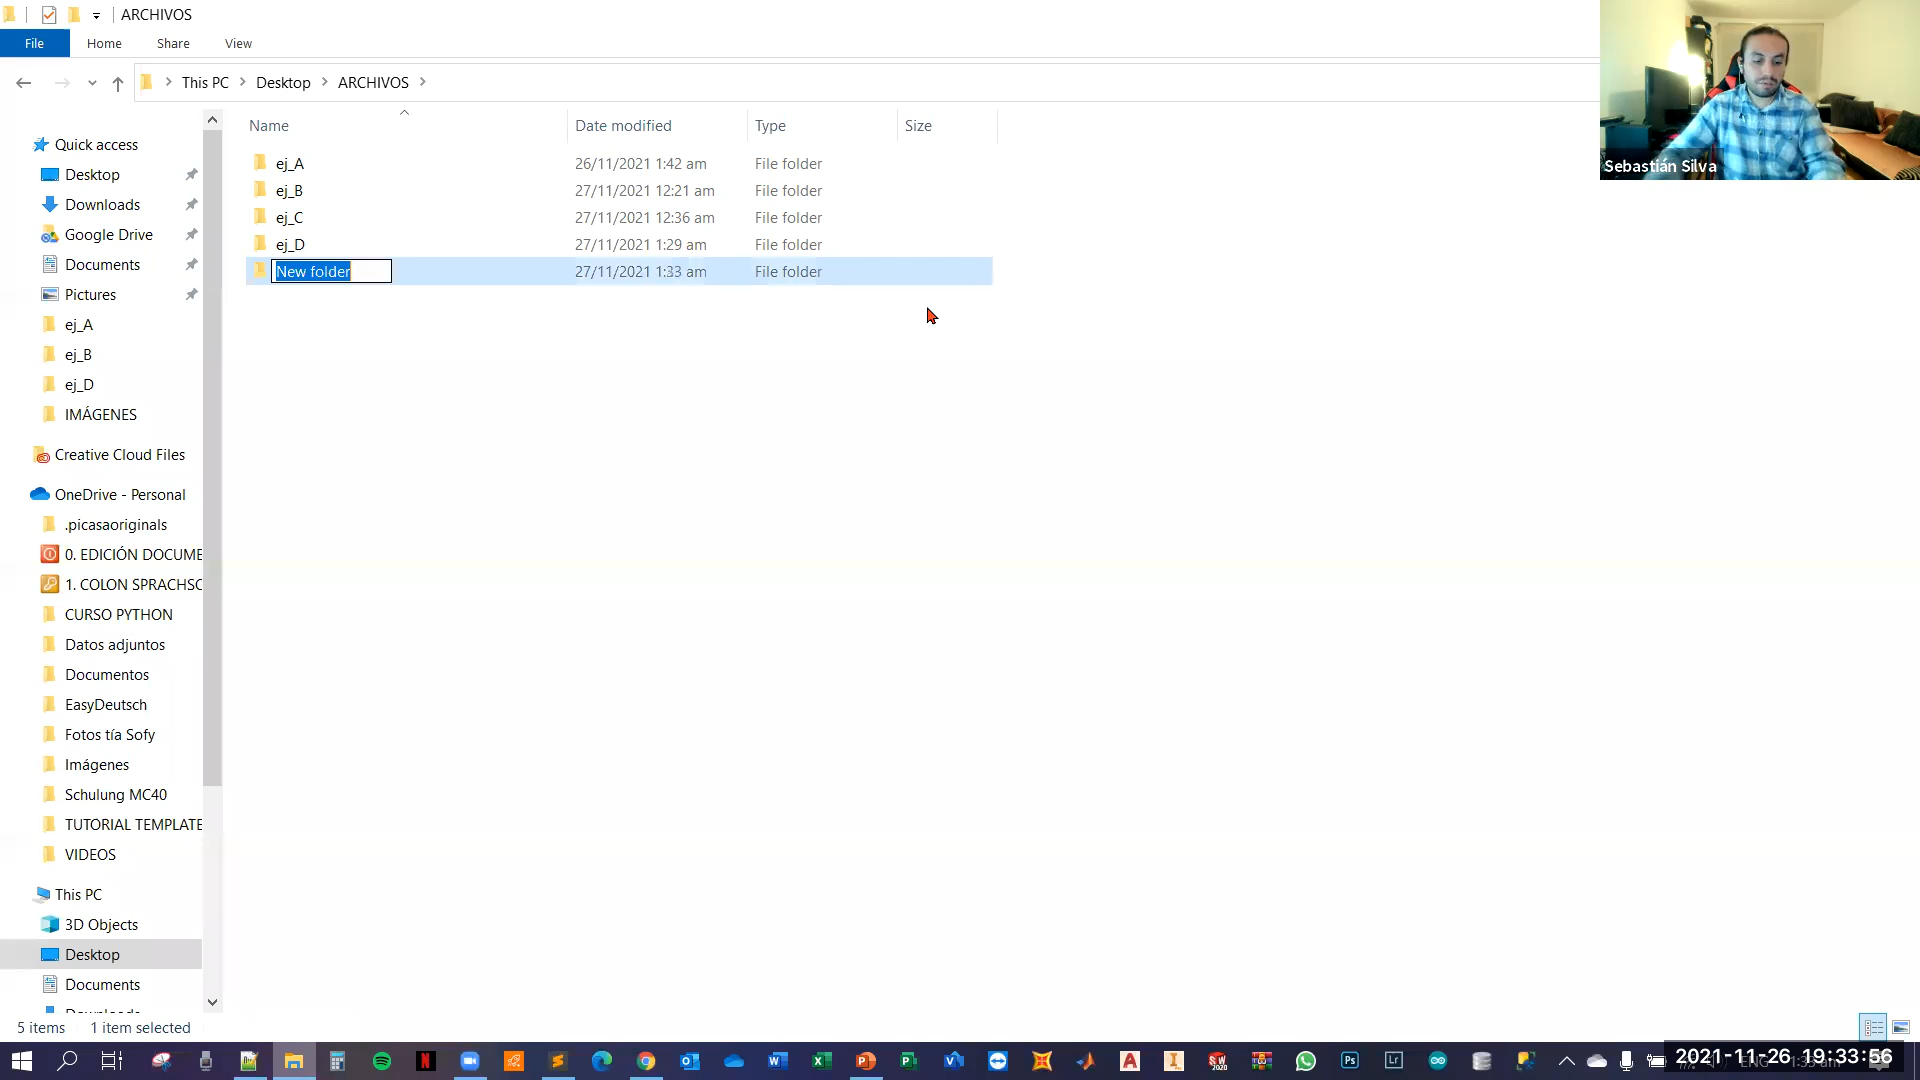 ARCHIVOS
File Home Share View
This PC Desktop ARCHIVOS
Sebastián Silva
Name Date modified Type Size
ej_A 26/11/2021 1:42 am File folder
ej_B 27/11/2021 12:21 am File folder
ej_C 27/11/2021 12:36 am File folder
ej_D 27/11/2021 1:29 am File folder
New folder 27/11/2021 1:33 am File folder
Quick access
Desktop
Downloads
Google Drive
Documents
Pictures
ej_A
ej_B
ej_D
IMÁGENES
Creative Cloud Files
OneDrive - Personal
.picasaoriginals
0. EDICIÓN DOCUME
1. COLON SPRACHSC
CURSO PYTHON
Datos adjuntos
Documentos
EasyDeutsch
Fotos tía Sofy
Imágenes
Schulung MC40
TUTORIAL TEMPLATE
VIDEOS
This PC
3D Objects
Desktop
Documents
5 items 1 item selected
2021-11-26 19:33:56